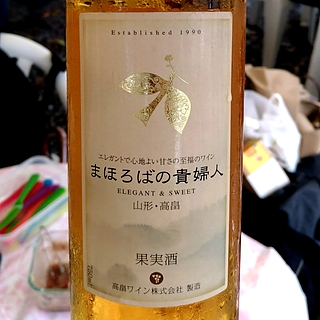 Established 1990
エレガントで心地よい甘さの至福のワイン
まほろばの貴婦人
ELEGANT & SWEET
山形・高畠
果実酒
高畠ワイン株式会社 製造